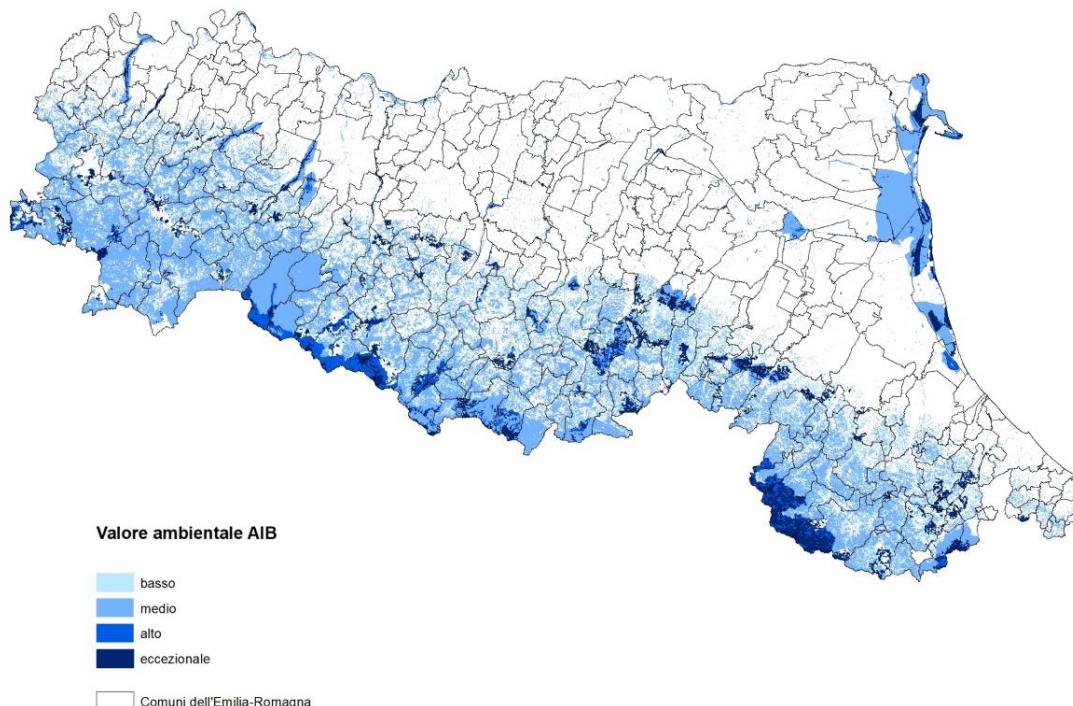 Valore ambientale AIB
basso
medio
alto
eccezionale
Comuni dell'Emilia-Romagna